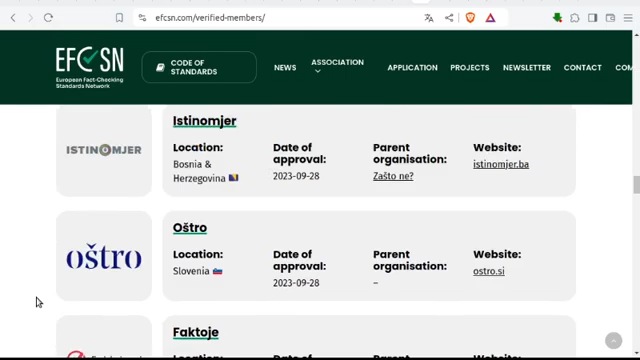 efcsn.com/verified-members/
EFCSN
European Fact-Checking
Standards Network
CODE OF
STANDARDS
NEWS
ASSOCIATION
APPLICATION
PROJECTS
NEWSLETTER
CONTACT
COM
ISTINOMJER
Istinomjer
Location:
Bosnia &
Herzegovina
Date of
approval:
2023-09-28
Parent
organisation:
Zašto ne?
Website:
istinomjer.ba
oštro
Oštro
Location:
Slovenia
Date of
approval:
2023-09-28
Parent
organisation:
–
Website:
ostro.si
Faktoje
Location:
Date of
Parent
Website: